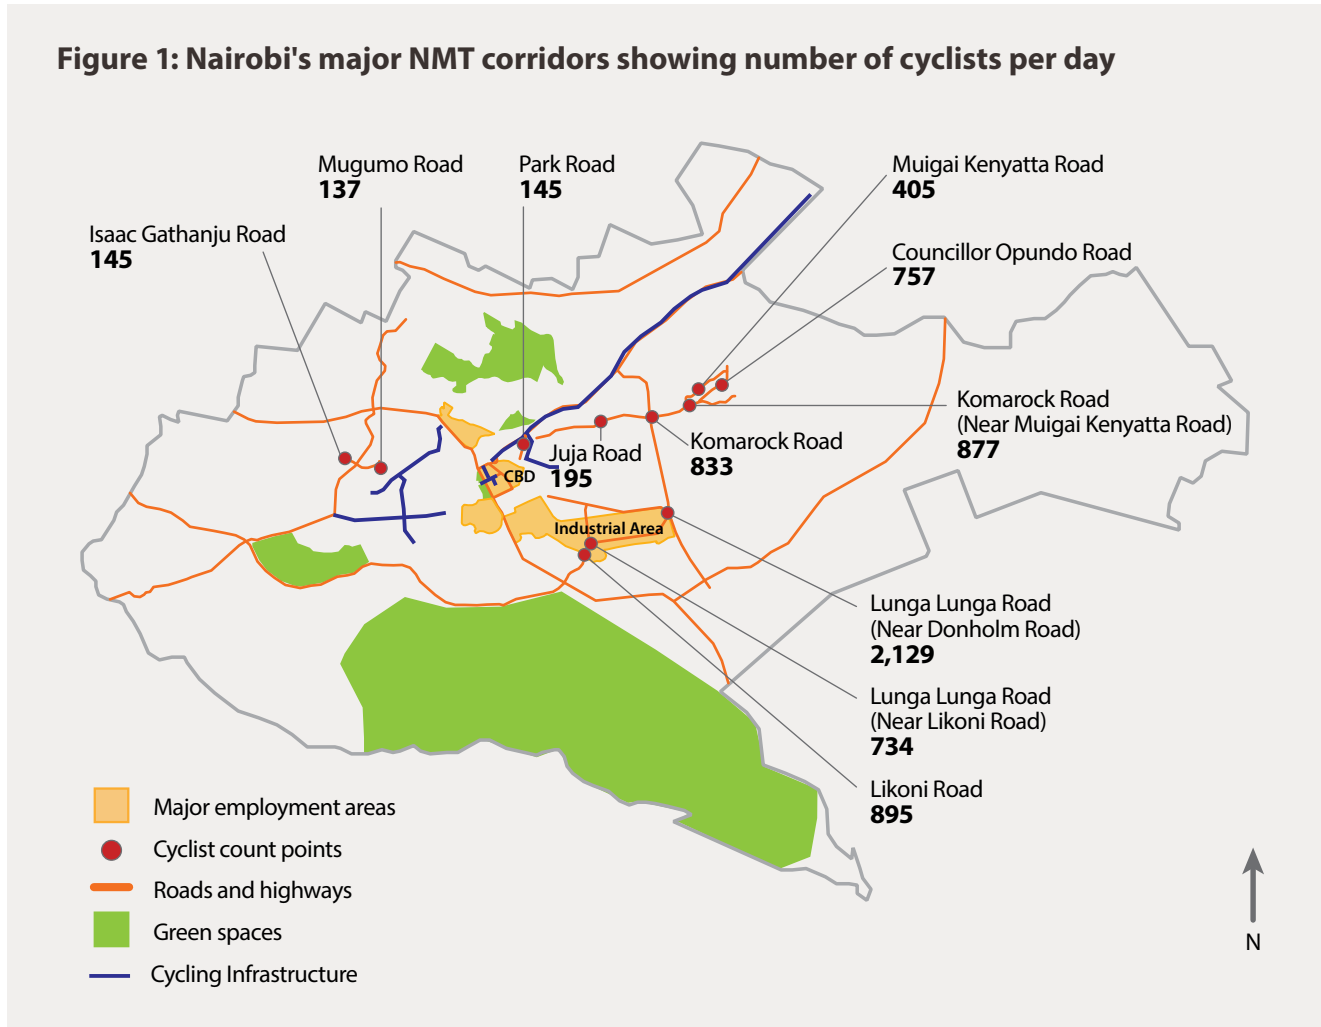 Figure 1: Nairobi's major NMT corridors showing number of cyclists per day
Mugumo Road
137
Park Road
145
Muigai Kenyatta Road
405
Isaac Gathanju Road
145
Councillor Opundo Road
757
Komarock Road
(Near Muigai Kenyatta Road)
877
Komarock Road
833
Juja Road
195
CBD
Industrial Area
Lunga Lunga Road
(Near Donholm Road)
2,129
Lunga Lunga Road
(Near Likoni Road)
734
Likoni Road
895
Major employment areas
Cyclist count points
Roads and highways
Green spaces
Cycling Infrastructure
N